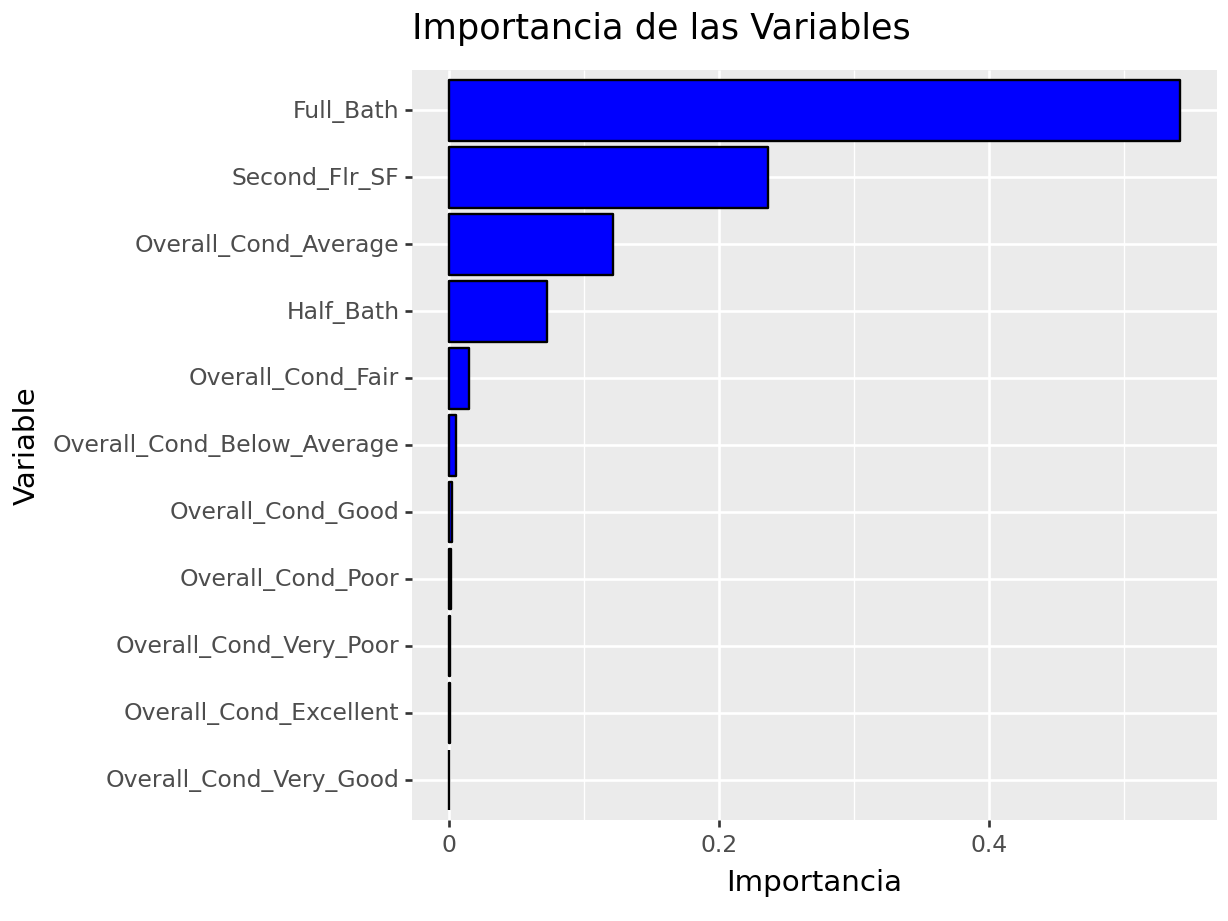 Importancia de las Variables
Full_Bath
Second_Flr_SF
Overall_Cond_Average
Half_Bath
Overall_Cond_Fair
Overall_Cond_Below_Average
Overall_Cond_Good
Overall_Cond_Poor
Overall_Cond_Very_Poor
Overall_Cond_Excellent
Overall_Cond_Very_Good
Variable
0 0.2 0.4
Importancia